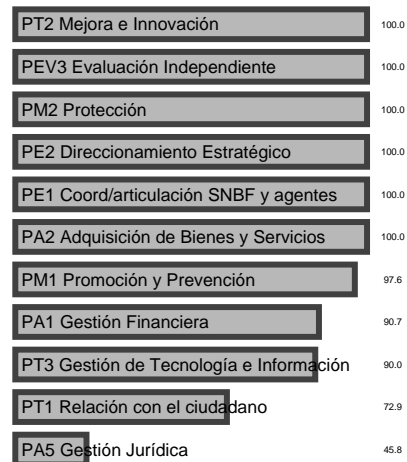 PT2 Mejora e Innovación 100.0
PEV3 Evaluación Independiente 100.0
PM2 Protección 100.0
PE2 Direccionamiento Estratégico 100.0
PE1 Coord/articulación SNBF y agentes 100.0
PA2 Adquisición de Bienes y Servicios 100.0
PM1 Promoción y Prevención 97.6
PA1 Gestión Financiera 90.7
PT3 Gestión de Tecnología e Información 90.0
PT1 Relación con el ciudadano 72.9
PA5 Gestión Jurídica 45.8